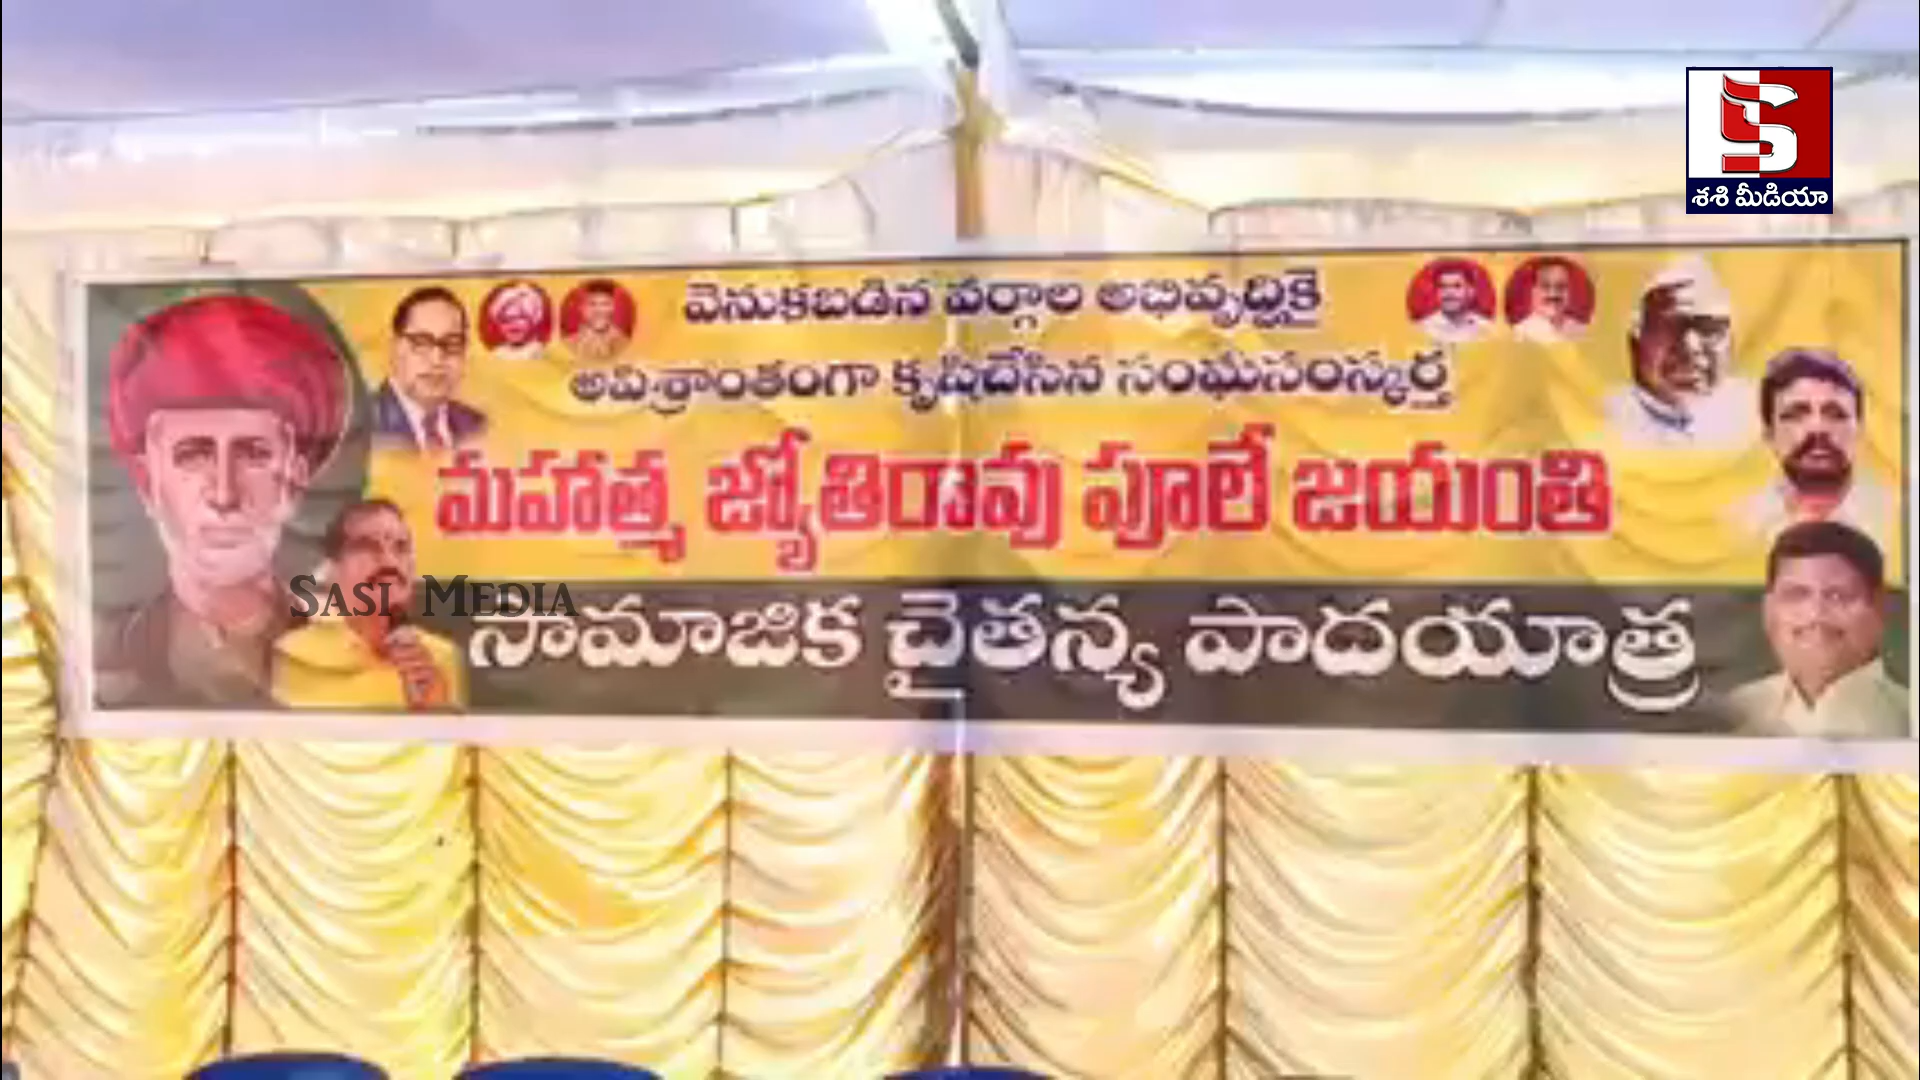 శశి మీడియా
వెనుకబడిన వర్గాల అభివృద్ధికై
అవిశ్రాంతంగా కృషిచేసిన సంఘసంస్కర్త
మహాత్మ జ్యోతిరావు పూలే జయంతి
SASI MEDIA
సామాజిక చైతన్య పాదయాత్ర